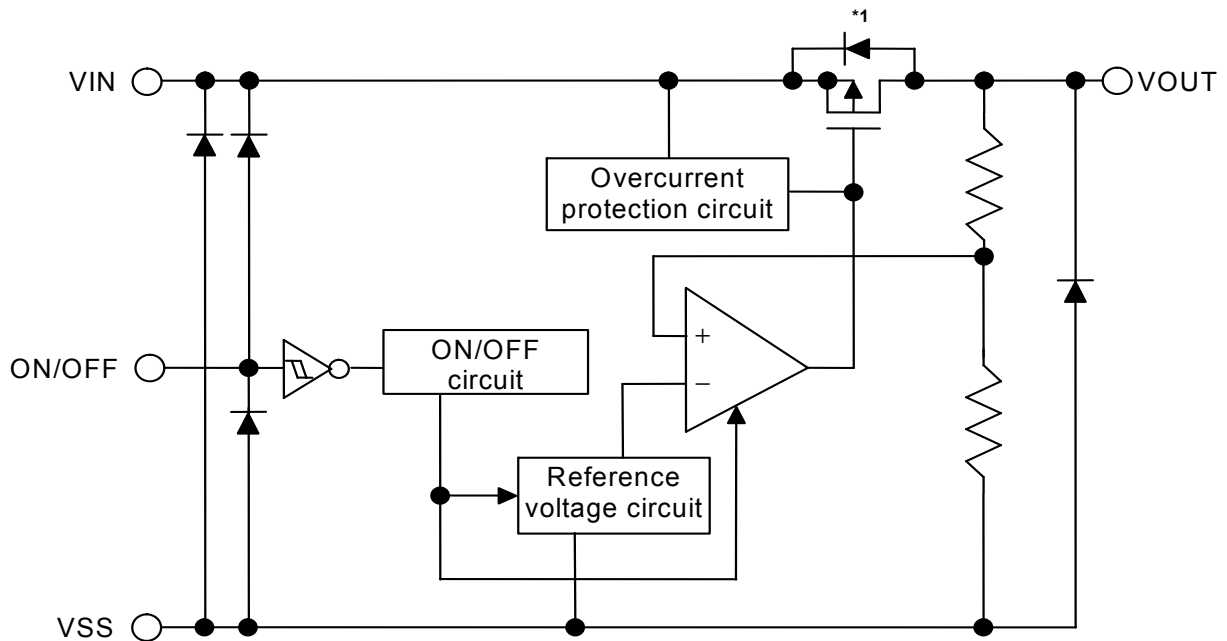 *1
VIN
VOUT
Overcurrent
protection circuit
ON/OFF
ON/OFF
circuit
+
−
Reference
voltage circuit
VSS